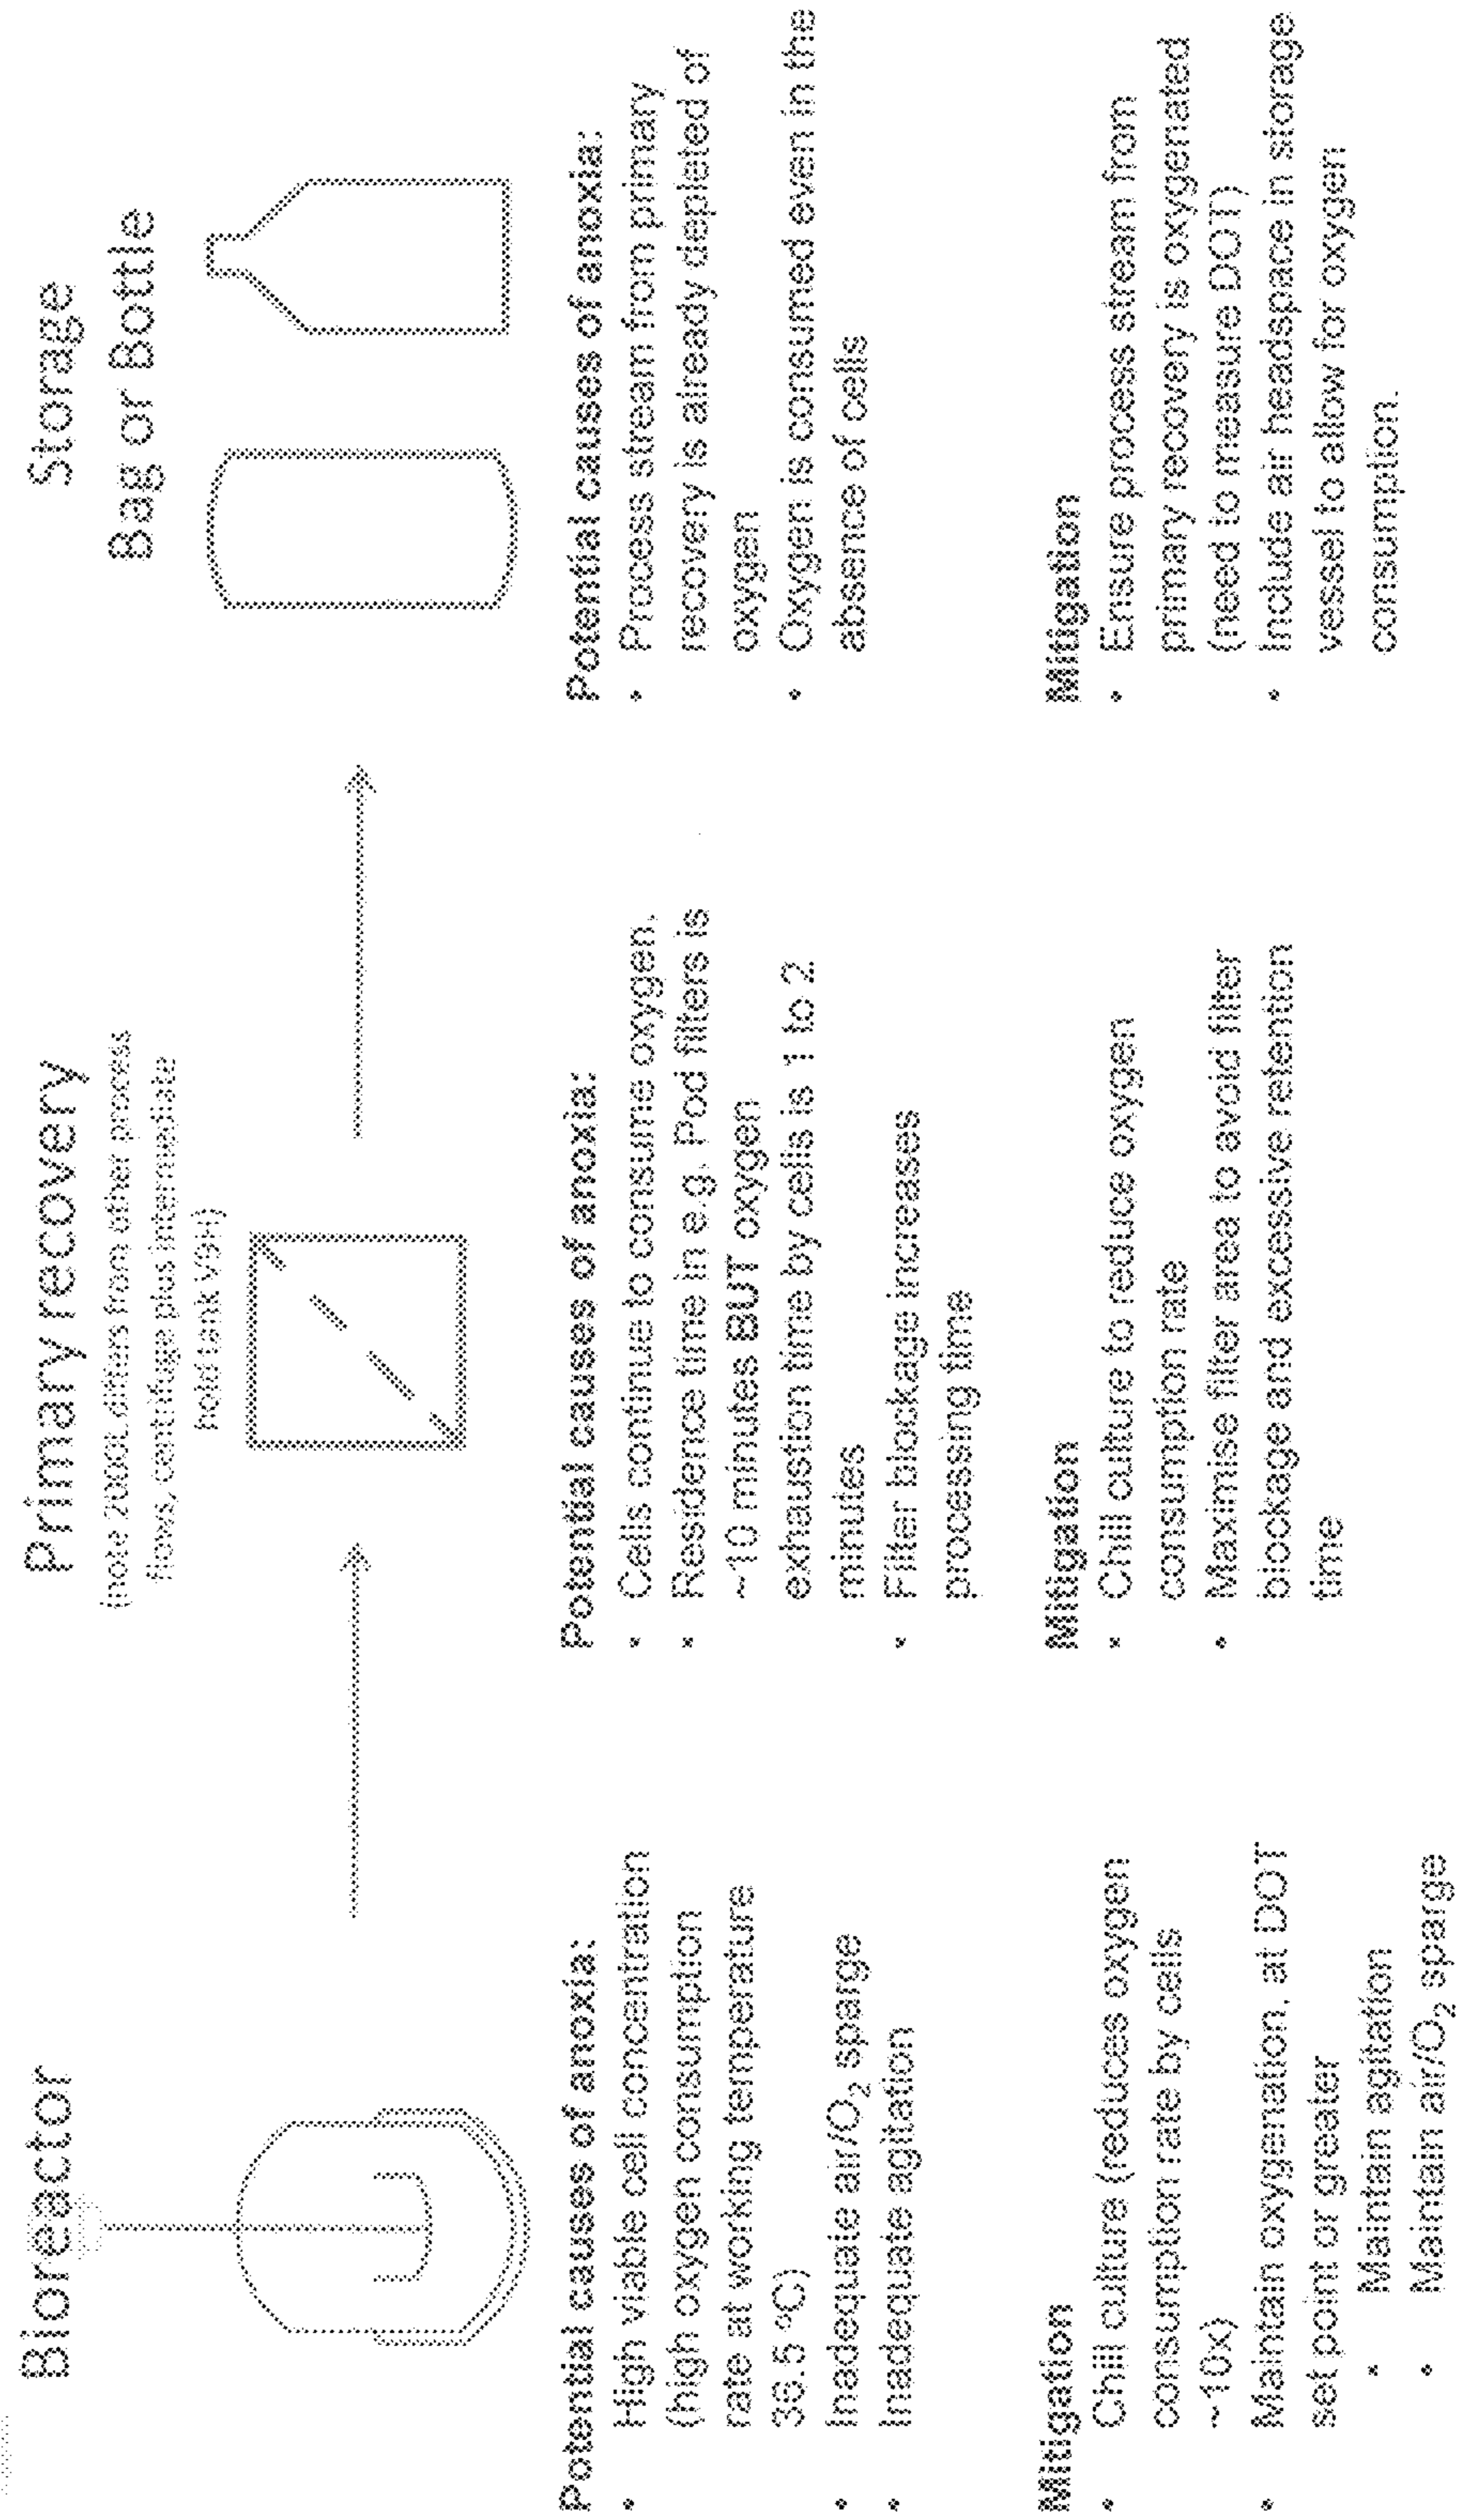 Bioreactor
Potential causes of anoxia:
• High viable cell concentration
(high oxygen consumption
rate at working temperature
36.5 ºC)
• Inadequate air/O₂ sparge
• Inadequate agitation
Mitigation
• Chill culture (reduces oxygen
consumption rate by cells
~10x)
• Maintain oxygenation, at DOT
set point or greater
• Maintain agitation
• Maintain air/O₂ sparge
Primary recovery
(note 2000L differs from other process
flows, centrifuge plus intermediate
hold tank V9H)
Potential causes of anoxia:
• Cells continue to consume oxygen.
• Residence time in e.g. Pod filters is
~10 minutes BUT oxygen
exhaustion time by cells is 1 to 2
minutes
• Filter blockage increases
processing time
Mitigation
• Chill culture to reduce oxygen
consumption rate
• Maximise filter area to avoid filter
blockage and excessive retention
time
Storage
Bag or Bottle
Potential causes of anoxia:
• Process stream from primary
recovery is already depleted of
oxygen
• Oxygen is consumed even in the
absence of cells
Mitigation
• Ensure process stream from
primary recovery is oxygenated
(need to measure DOT)
• Include air headspace in storage
vessel to allow for oxygen
consumption.